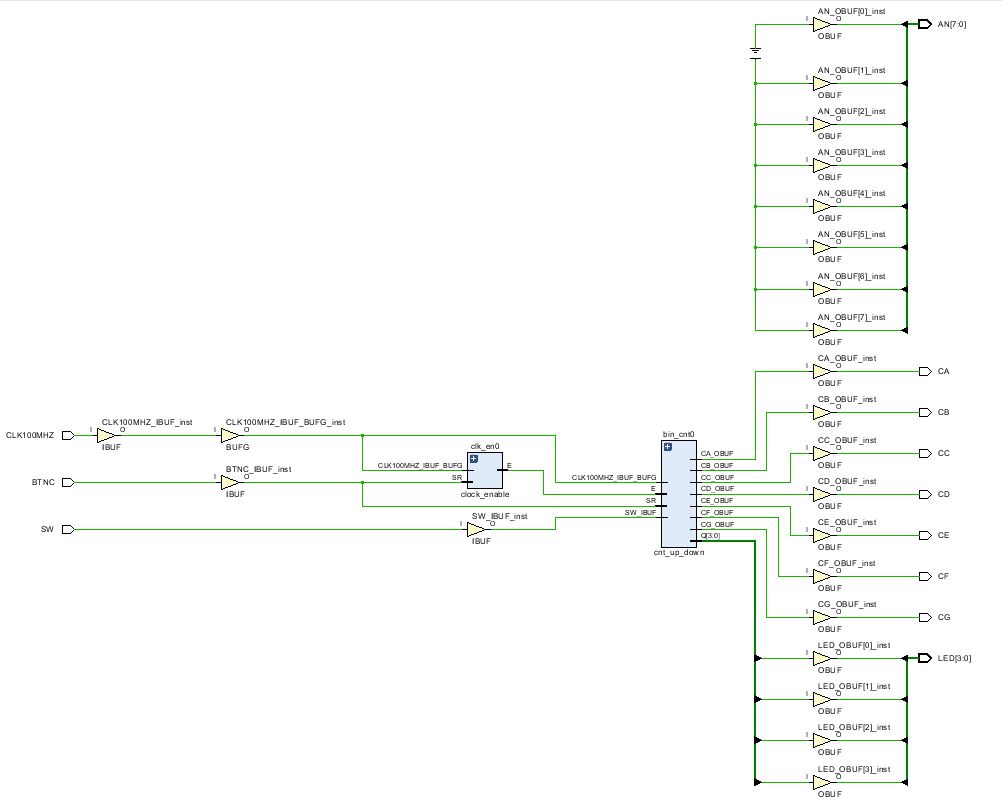 AN_OBUF[0]_inst
I
O
OBUF
AN[7:0]
AN_OBUF[1]_inst
I
O
OBUF
AN_OBUF[2]_inst
I
O
OBUF
AN_OBUF[3]_inst
I
O
OBUF
AN_OBUF[4]_inst
I
O
OBUF
AN_OBUF[5]_inst
I
O
OBUF
AN_OBUF[6]_inst
I
O
OBUF
AN_OBUF[7]_inst
I
O
OBUF
CA_OBUF_inst
I
O
OBUF
CA
CB_OBUF_inst
I
O
OBUF
CB
CC_OBUF_inst
I
O
OBUF
CC
CD_OBUF_inst
I
O
OBUF
CD
CE_OBUF_inst
I
O
OBUF
CE
CF_OBUF_inst
I
O
OBUF
CF
CG_OBUF_inst
I
O
OBUF
CG
LED_OBUF[0]_inst
I
O
OBUF
LED[3:0]
LED_OBUF[1]_inst
I
O
OBUF
LED_OBUF[2]_inst
I
O
OBUF
LED_OBUF[3]_inst
I
O
OBUF
CLK100MHZ
CLK100MHZ_IBUF_inst
I
O
IBUF
CLK100MHZ_IBUF_BUFG_inst
I
O
BUFG
BTNC
BTNC_IBUF_inst
I
O
IBUF
SW
SW_IBUF_inst
I
O
IBUF
clk_en0
CLK100MHZ_IBUF_BUFG
SR
E
clock_enable
bin_cnt0
CLK100MHZ_IBUF_BUFG
E
SR
SW_IBUF
CA_OBUF
CB_OBUF
CC_OBUF
CD_OBUF
CE_OBUF
CF_OBUF
CG_OBUF
Q[3:0]
cnt_up_down